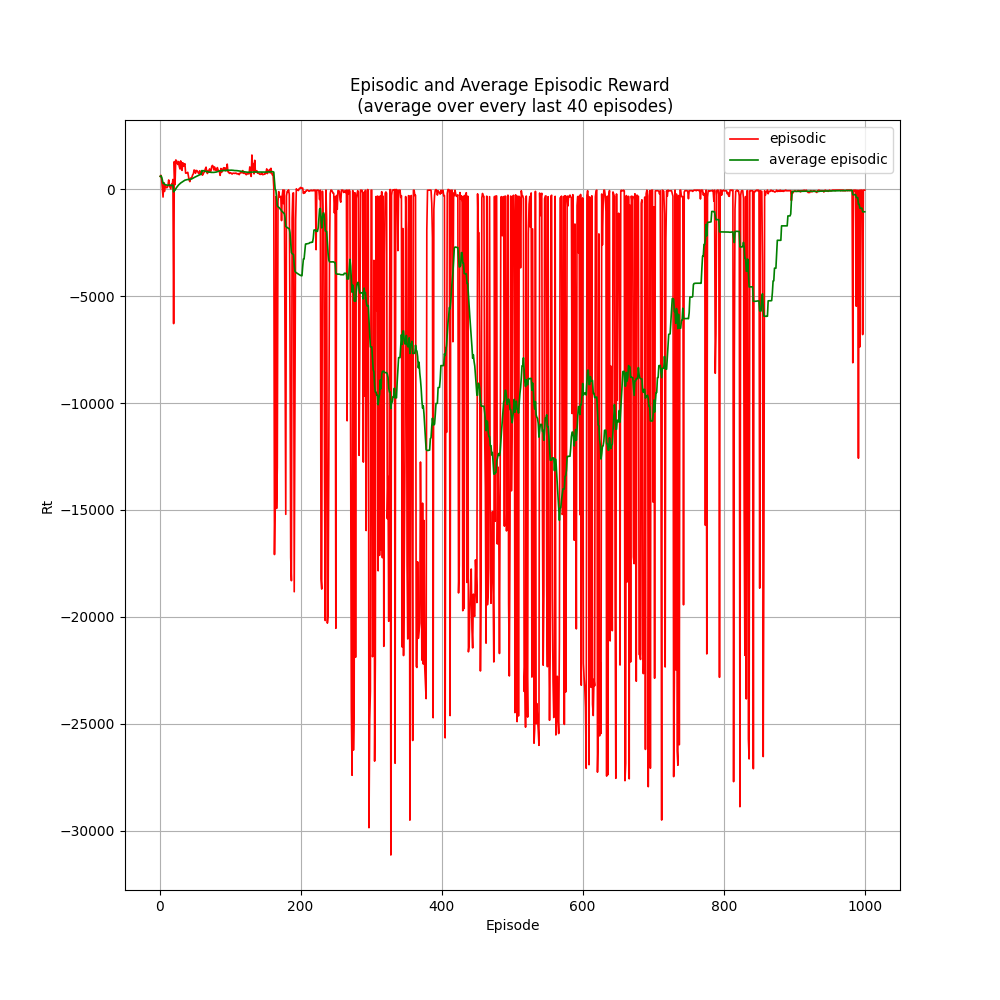 Episodic and Average Episodic Reward
(average over every last 40 episodes)
episodic
average episodic
0
−5000
−10000
−15000
−20000
−25000
−30000
Rt
0
200
400
600
800
1000
Episode